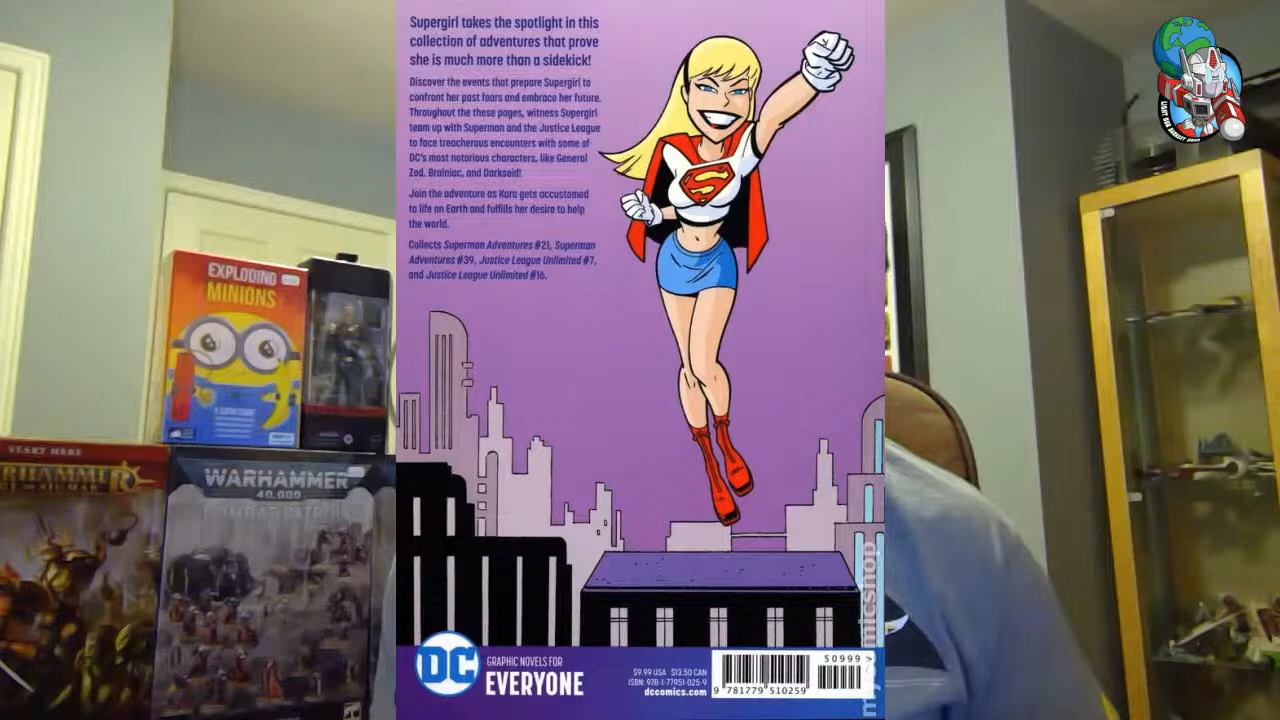 Supergirl takes the spotlight in this
collection of adventures that prove
she is much more than a sidekick!
Discover the events that prepare Supergirl to
confront her past fears and embrace her future.
Throughout the these pages, witness Supergirl
team up with Superman and the Justice League
to face treacherous encounters with some of
DC's most notorious characters, like General
Zod, Brainiac, and Darkseid!
Join the adventure as Kara gets accustomed
to life on Earth and fulfills her desire to help
the world.
Collects Superman Adventures #21, Superman
Adventures #39, Justice League Unlimited #7,
and Justice League Unlimited #16.
EXPLODING
MINIONS
START HERE
WARHAMMER
40,000
DC
GRAPHIC NOVELS FOR
EVERYONE
$9.99 USA $13.50 CAN
ISBN: 978-1-77951-025-9
dccomics.com
50999 >
9 781779 510259